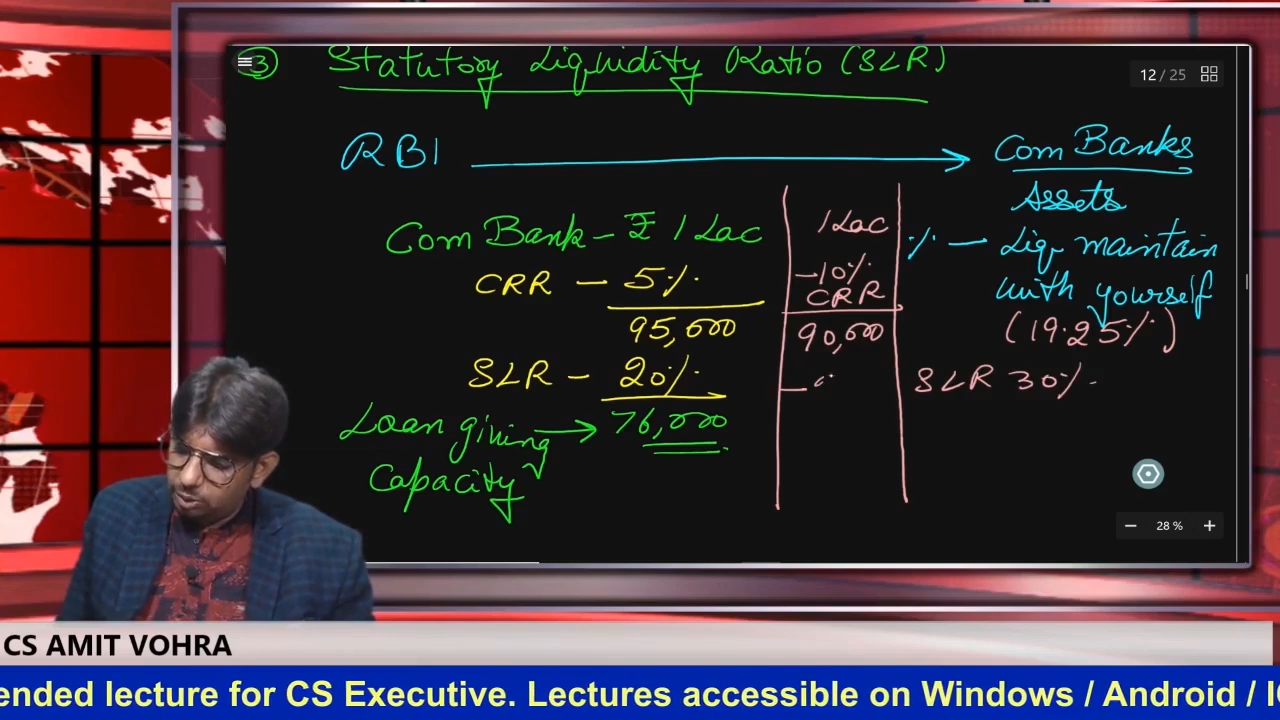 ③ Statutory Liquidity Ratio (SLR)
12 / 25
RBI → Com Banks
Assets
Com Bank - ₹ 1 Lac
1 Lac
% - Liq. maintain
with yourself
(19.25%)
CRR - 5%
-10%
CRR
95,000
90,000
SLR - 20%
SLR 30%
Loan giving → 76,000
capacity
28 %
CS AMIT VOHRA
ended lecture for CS Executive. Lectures accessible on Windows / Android /